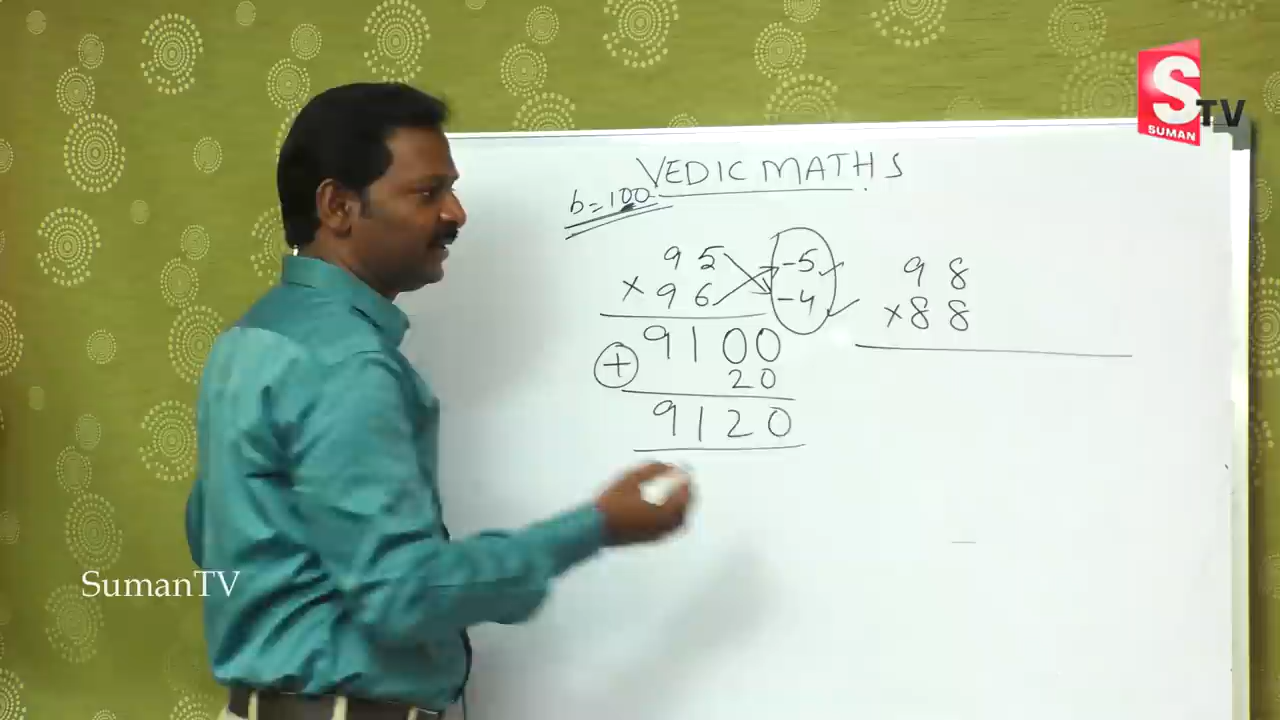 S TV
SUMAN
VEDIC MATHS
b=100
95 -5
×96 -4
9100
+ 20
9120
98
×88
SumanTV